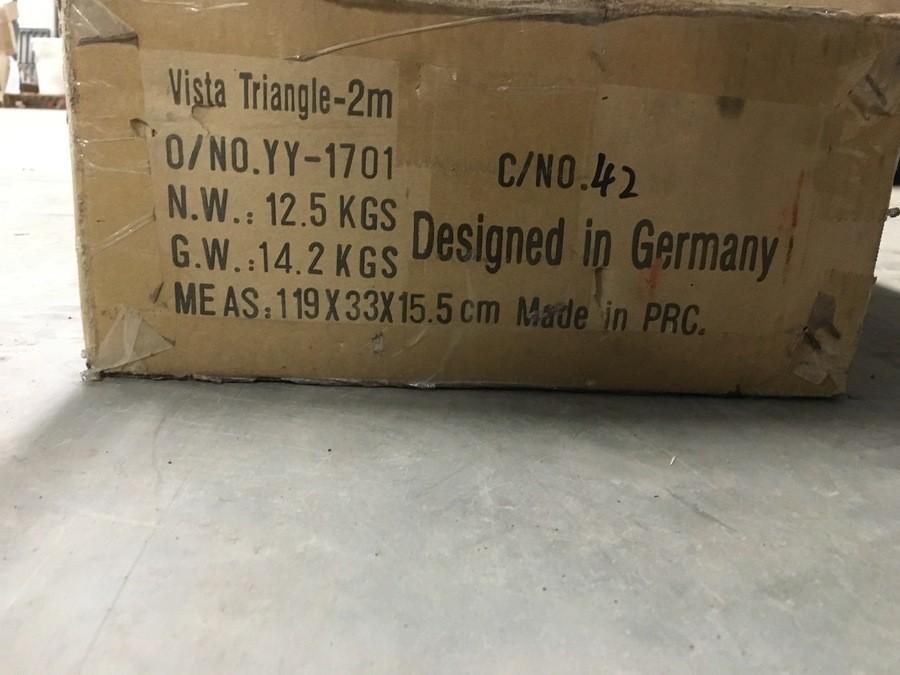 Vista Triangle-2m
O/NO.YY-1701
C/NO.42
N.W.: 12.5 KGS
G.W.:14.2 KGS
Designed in Germany
MEAS:119X33X15.5cm
Made in PRC.